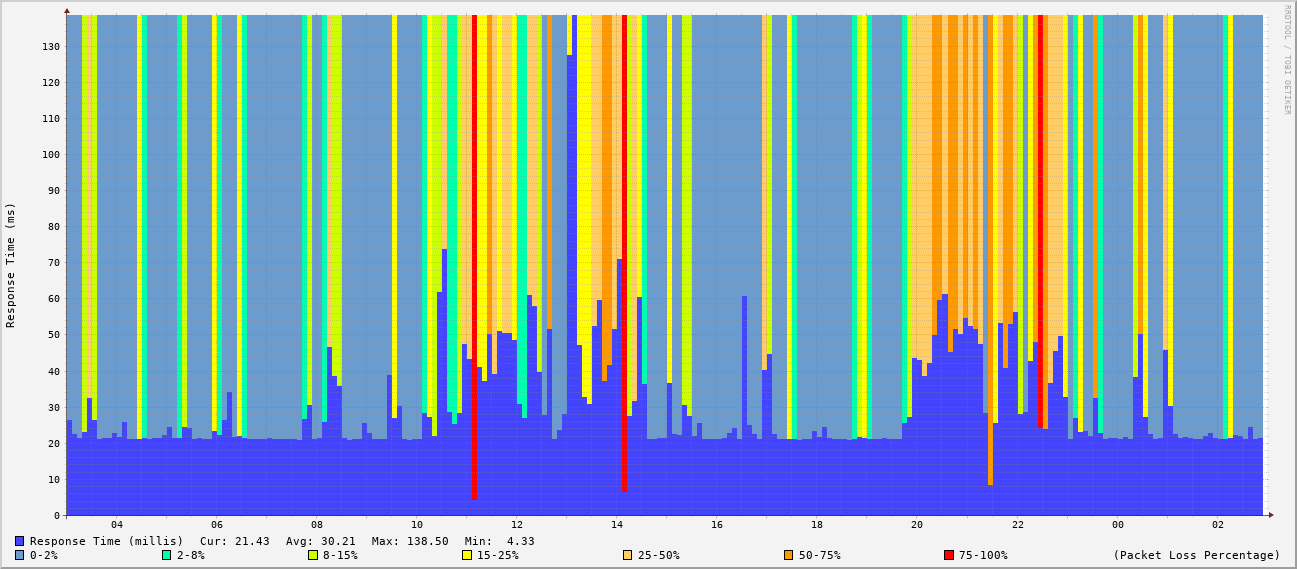 RRDTOOL / TOBI OETIKER
Response Time (ms)
130
120
110
100
90
80
70
60
50
40
30
20
10
0
04 06 08 10 12 14 16 18 20 22 00 02
Response Time (millis) Cur: 21.43 Avg: 30.21 Max: 138.50 Min: 4.33
0-2% 2-8% 8-15% 15-25% 25-50% 50-75% 75-100% (Packet Loss Percentage)